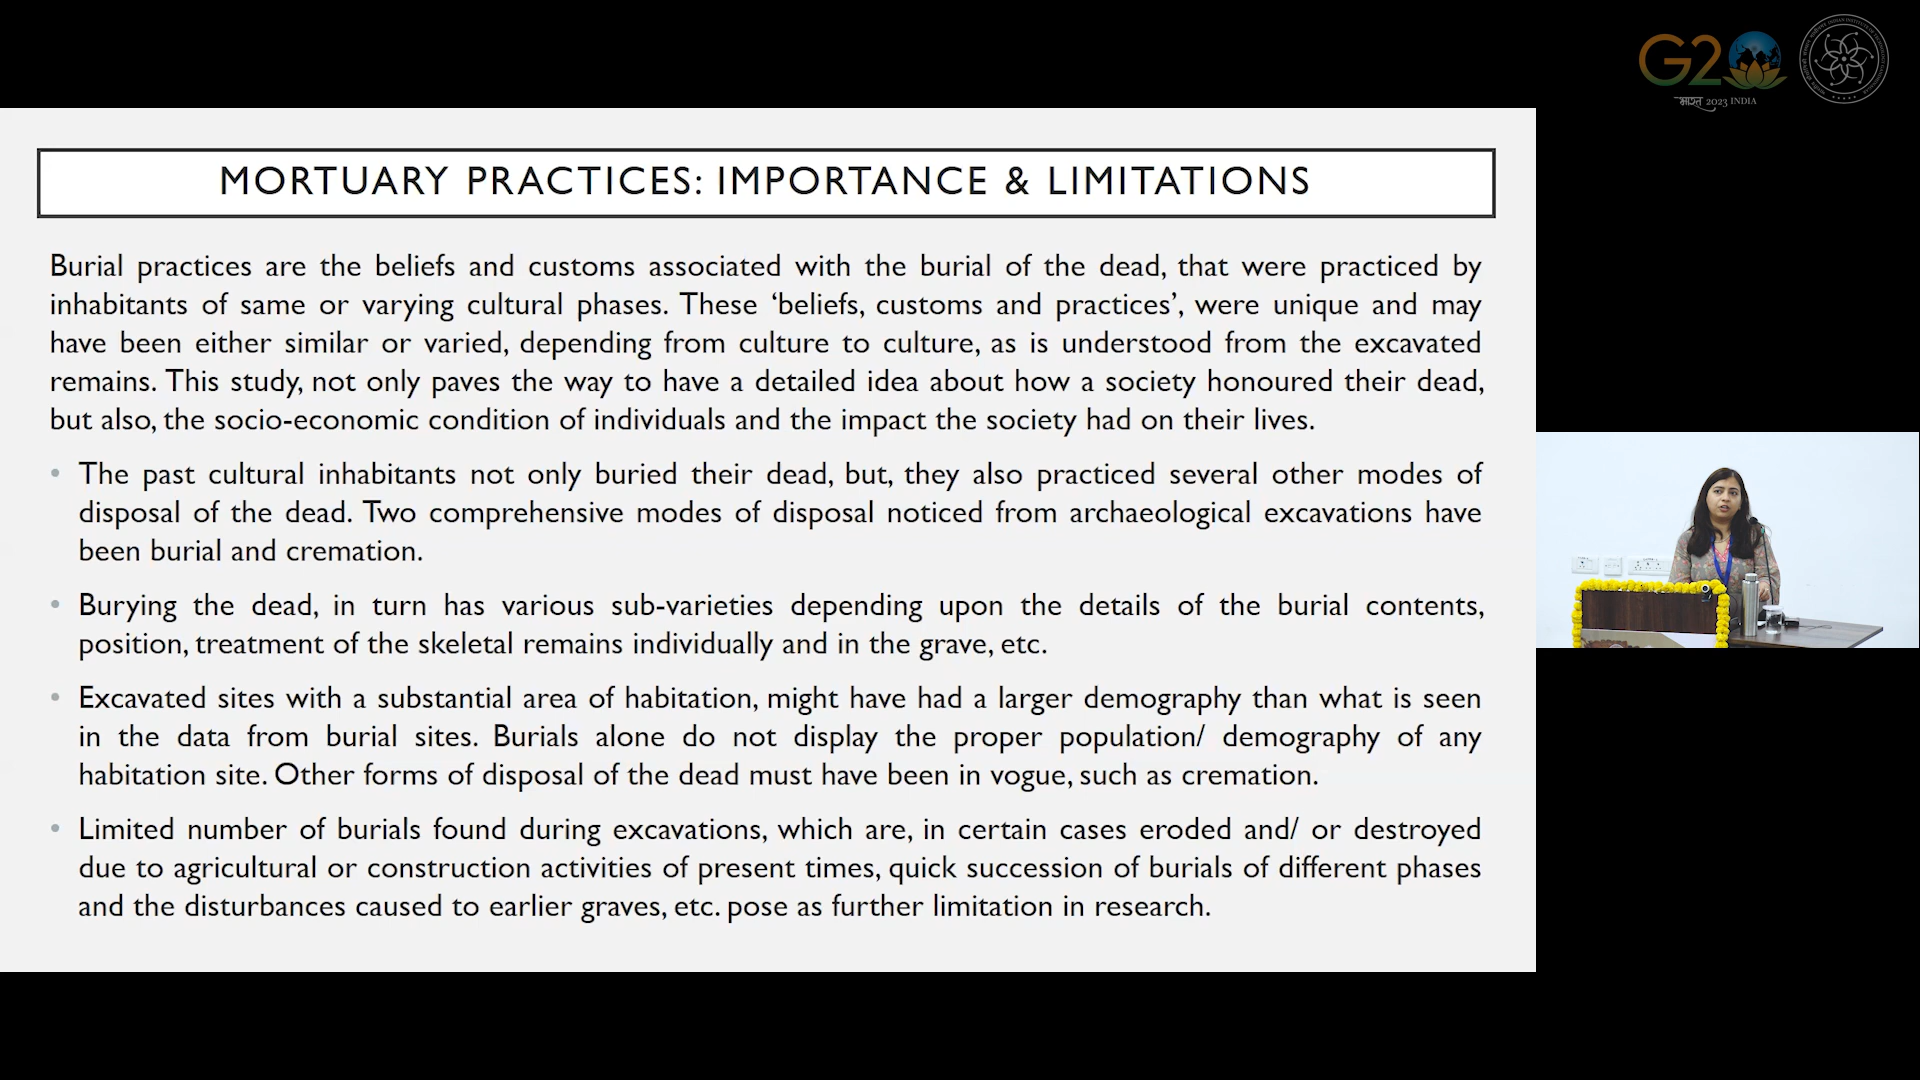 G20
भारत 2023 INDIA
MORTUARY PRACTICES: IMPORTANCE & LIMITATIONS
Burial practices are the beliefs and customs associated with the burial of the dead, that were practiced by
inhabitants of same or varying cultural phases. These ‘beliefs, customs and practices’, were unique and may
have been either similar or varied, depending from culture to culture, as is understood from the excavated
remains. This study, not only paves the way to have a detailed idea about how a society honoured their dead,
but also, the socio-economic condition of individuals and the impact the society had on their lives.
• The past cultural inhabitants not only buried their dead, but, they also practiced several other modes of
disposal of the dead. Two comprehensive modes of disposal noticed from archaeological excavations have
been burial and cremation.
• Burying the dead, in turn has various sub-varieties depending upon the details of the burial contents,
position, treatment of the skeletal remains individually and in the grave, etc.
• Excavated sites with a substantial area of habitation, might have had a larger demography than what is seen
in the data from burial sites. Burials alone do not display the proper population/ demography of any
habitation site. Other forms of disposal of the dead must have been in vogue, such as cremation.
• Limited number of burials found during excavations, which are, in certain cases eroded and/ or destroyed
due to agricultural or construction activities of present times, quick succession of burials of different phases
and the disturbances caused to earlier graves, etc. pose as further limitation in research.